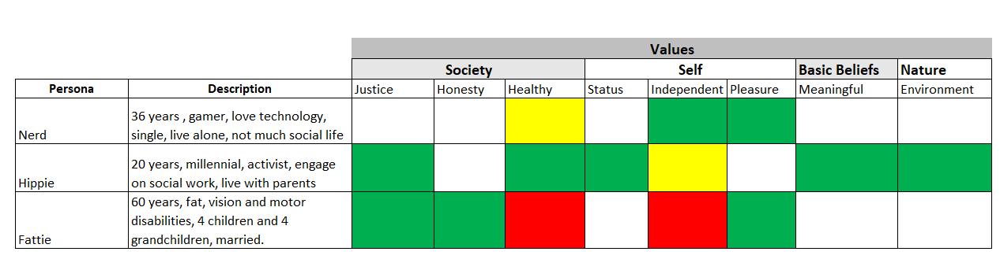 Values
Society Self Basic Beliefs Nature
Persona Description Justice Honesty Healthy Status Independent Pleasure Meaningful Environment
36 years , gamer, love technology,
Nerd single, live alone, not much social life
20 years, millennial, activist, engage
Hippie on social work, live with parents
60 years, fat, vision and motor
disabilities, 4 children and 4
Fattie grandchildren, married.